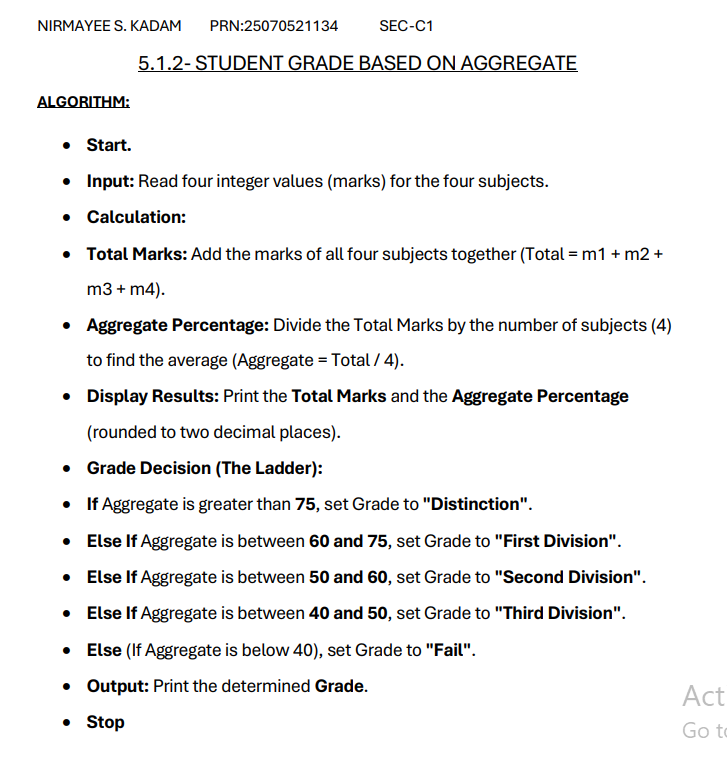 NIRMAYEE S. KADAM PRN:25070521134 SEC-C1
5.1.2- STUDENT GRADE BASED ON AGGREGATE
ALGORITHM:
• Start.
• Input: Read four integer values (marks) for the four subjects.
• Calculation:
• Total Marks: Add the marks of all four subjects together (Total = m1 + m2 +
m3 + m4).
• Aggregate Percentage: Divide the Total Marks by the number of subjects (4)
to find the average (Aggregate = Total / 4).
• Display Results: Print the Total Marks and the Aggregate Percentage
(rounded to two decimal places).
• Grade Decision (The Ladder):
• If Aggregate is greater than 75, set Grade to "Distinction".
• Else If Aggregate is between 60 and 75, set Grade to "First Division".
• Else If Aggregate is between 50 and 60, set Grade to "Second Division".
• Else If Aggregate is between 40 and 50, set Grade to "Third Division".
• Else (If Aggregate is below 40), set Grade to "Fail".
• Output: Print the determined Grade.
• Stop
Act
Go to